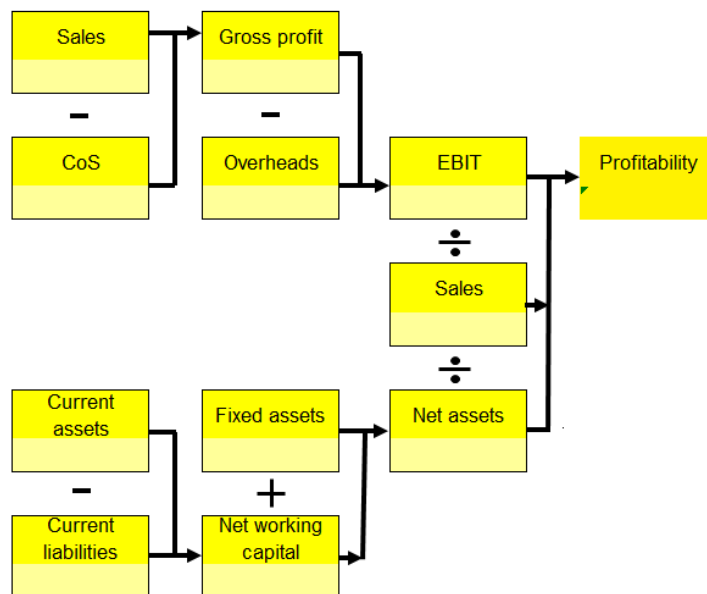 Sales
Gross profit
-
-
CoS
Overheads
EBIT
Profitability
÷
Sales
÷
Current
assets
Fixed assets
Net assets
-
+
Current
liabilities
Net working
capital